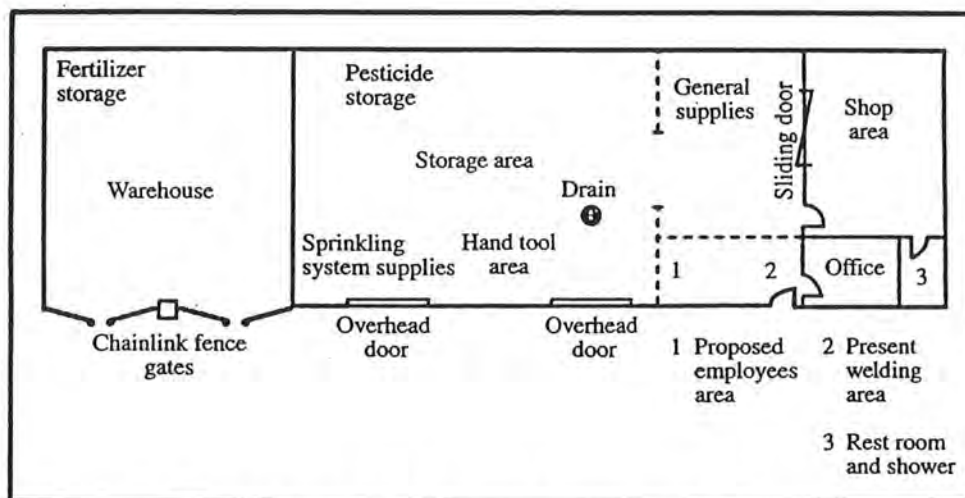 Fertilizer
storage
Warehouse
Chainlink fence
gates
Pesticide
storage
Storage area
Drain
Sprinkling
system supplies
Hand tool
area
Overhead
door
Overhead
door
General
supplies
Sliding door
Shop
area
1
2
Office
3
1 Proposed
employees
area
2 Present
welding
area
3 Rest room
and shower